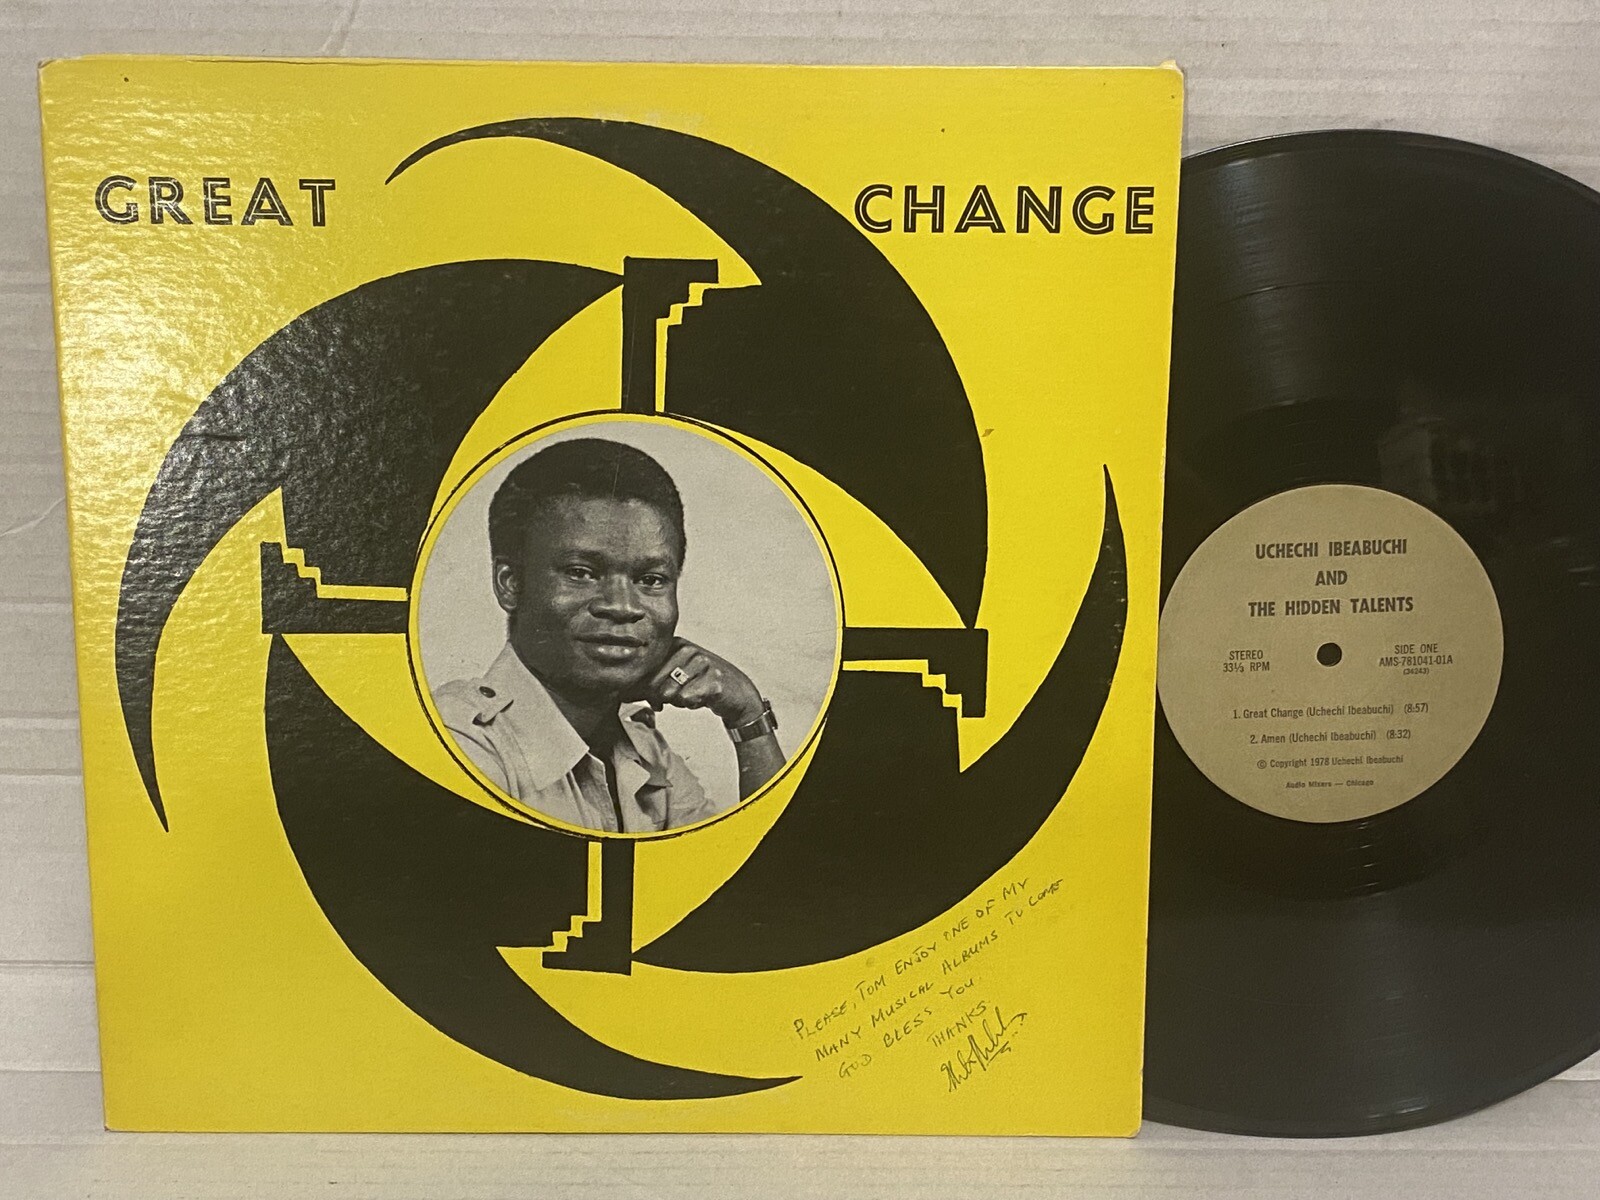 GREAT CHANGE
PLEASE, TOM ENJOY ONE OF MY
MANY MUSICAL ALBUMS TO COME
GOD BLESS YOU.
THANKS.
UCHECHI IBEABUCHI
AND
THE HIDDEN TALENTS
STEREO
33⅓ RPM
SIDE ONE
AMS-781041-01A
(36243)
1. Great Change (Uchechi Ibeabuchi) (8:57)
2. Amen (Uchechi Ibeabuchi) (8:32)
© Copyright 1978 Uchechi Ibeabuchi
Audio Mixers — Chicago